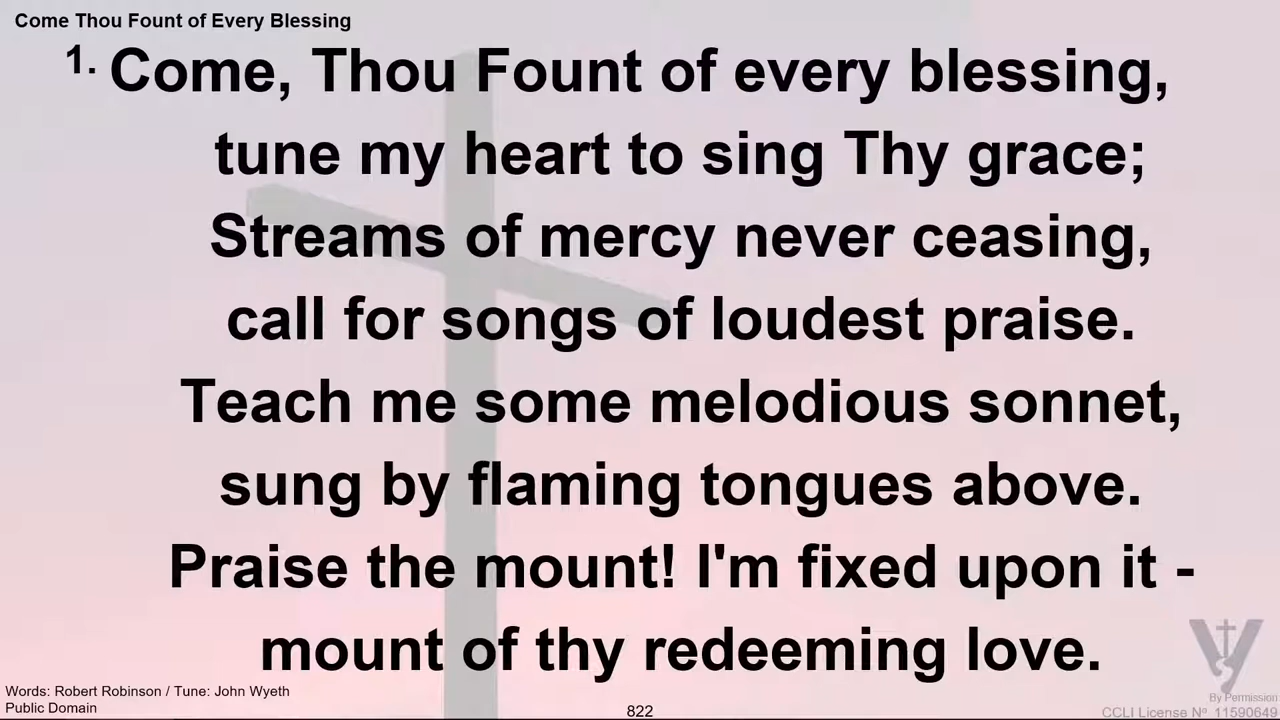 Come Thou Fount of Every Blessing
1. Come, Thou Fount of every blessing,
tune my heart to sing Thy grace;
Streams of mercy never ceasing,
call for songs of loudest praise.
Teach me some melodious sonnet,
sung by flaming tongues above.
Praise the mount! I'm fixed upon it -
mount of thy redeeming love.
Words: Robert Robinson / Tune: John Wyeth
Public Domain
822
By Permission
CCLI License Nº 11590649